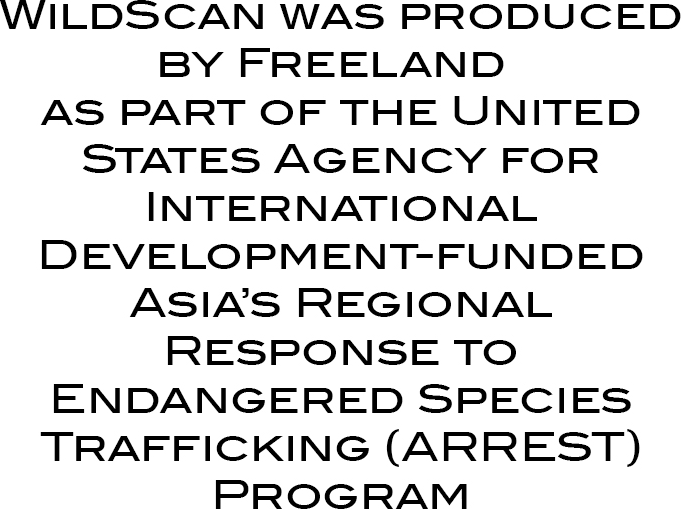 WildScan was produced
by Freeland
as part of the United
States Agency for
International
Development-funded
Asia’s Regional
Response to
Endangered Species
Trafficking (ARREST)
Program